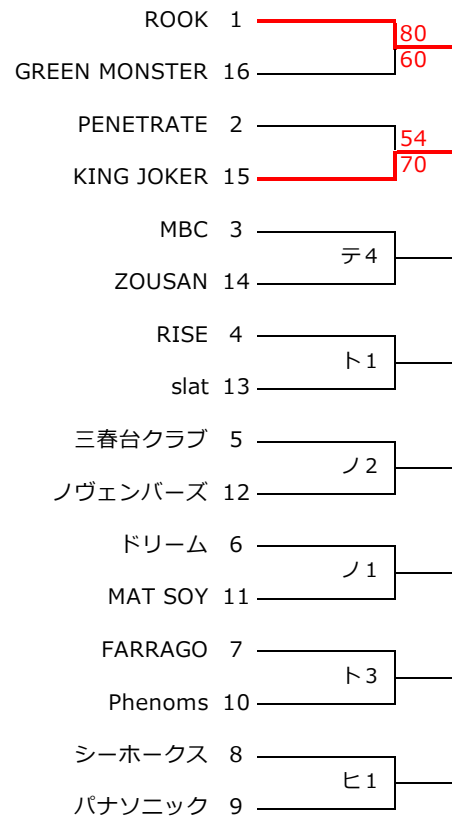 ROOK 1
80
60
GREEN MONSTER 16
PENETRATE 2
54
70
KING JOKER 15
MBC 3
テ4
ZOUSAN 14
RISE 4
ト1
slat 13
三春台クラブ 5
ノ2
ノヴェンバーズ 12
ドリーム 6
ノ1
MAT SOY 11
FARRAGO 7
ト3
Phenoms 10
シーホークス 8
ヒ1
パナソニック 9